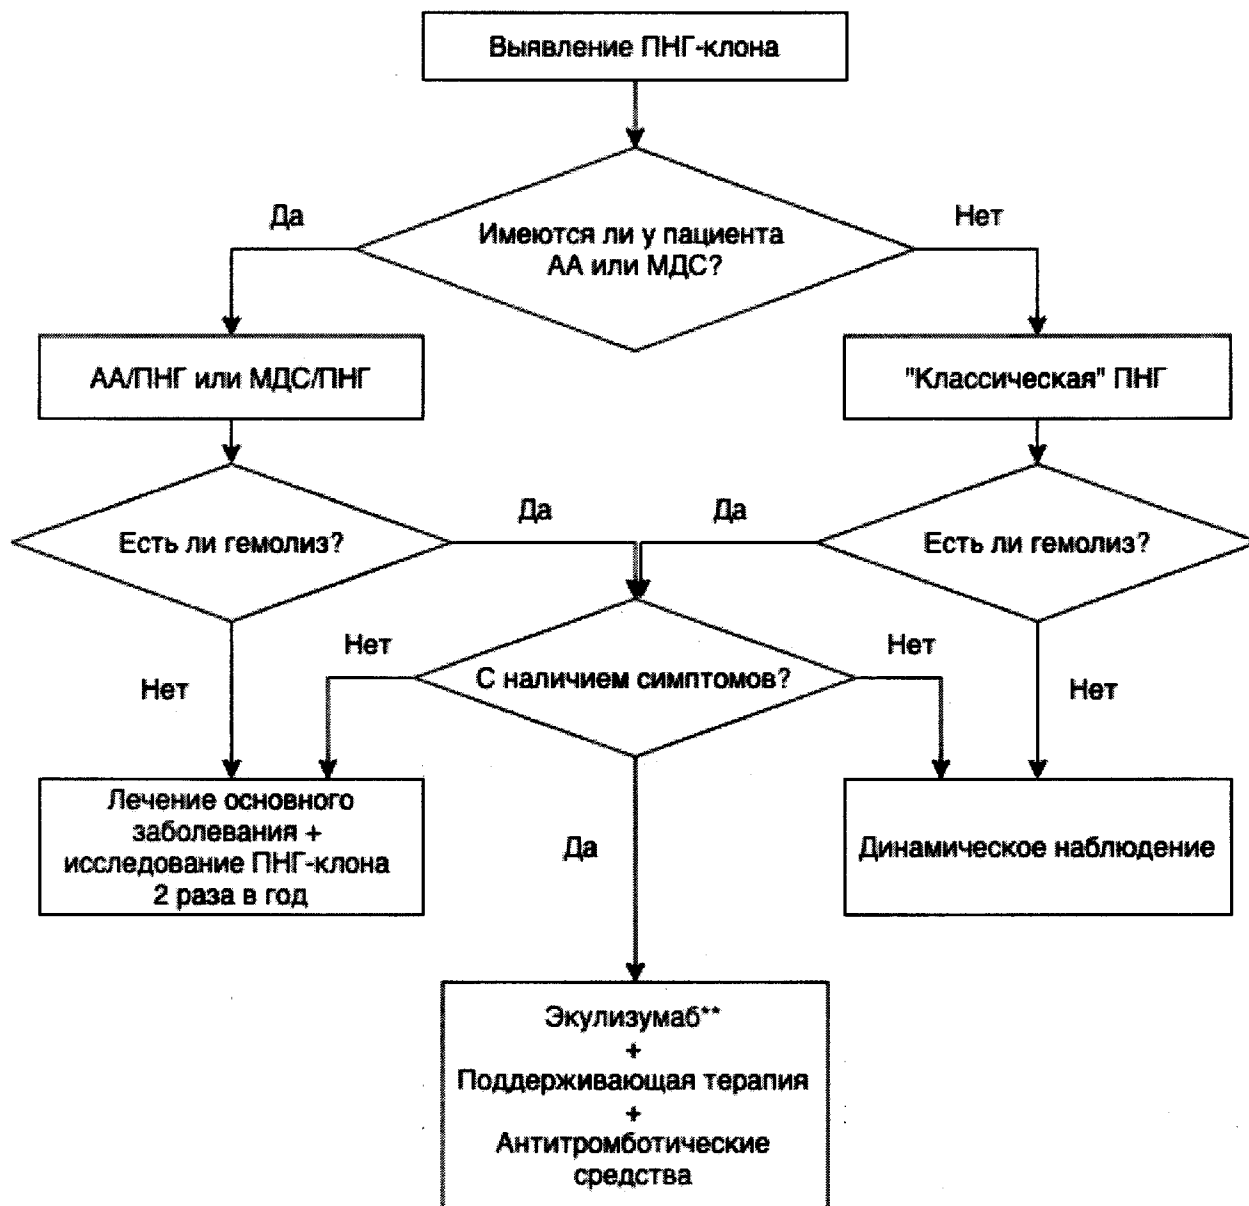 Выявление ПНГ-клона
Имеются ли у пациента
АА или МДС?
Да
Нет
АА/ПНГ или МДС/ПНГ
"Классическая" ПНГ
Есть ли гемолиз?
Да
Да
Есть ли гемолиз?
Нет
С наличием симптомов?
Нет
Нет
Нет
Лечение основного
заболевания +
исследование ПНГ-клона
2 раза в год
Да
Динамическое наблюдение
Экулизумаб**
+
Поддерживающая терапия
+
Антитромботические
средства